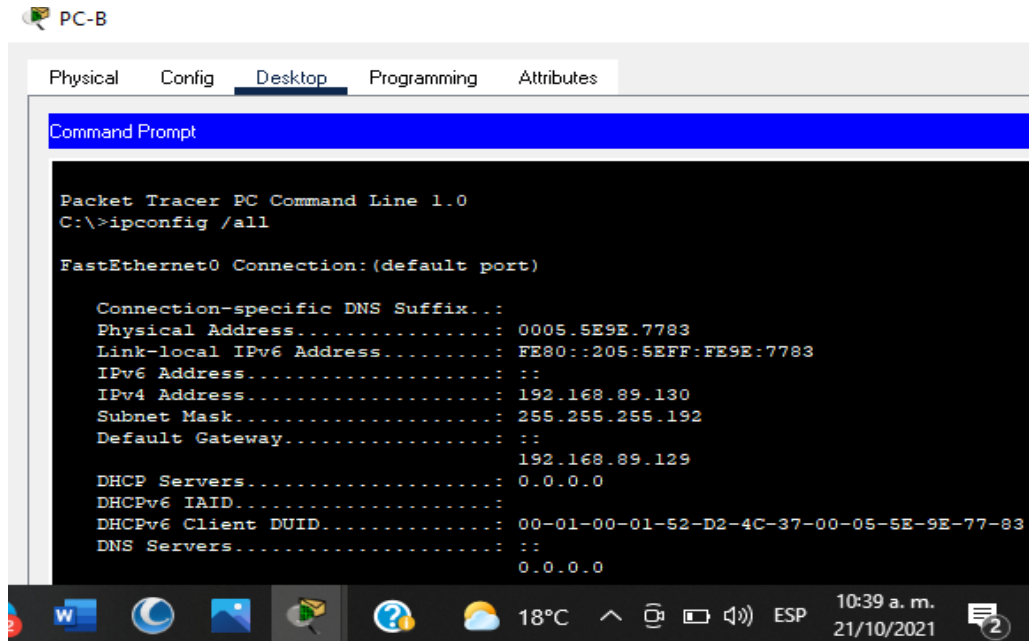 PC-B
Physical Config Desktop Programming Attributes
Command Prompt
Packet Tracer PC Command Line 1.0
C:\>ipconfig /all
FastEthernet0 Connection:(default port)
Connection-specific DNS Suffix..:
Physical Address................: 0005.5E9E.7783
Link-local IPv6 Address.........: FE80::205:5EFF:FE9E:7783
IPv6 Address....................: ::
IPv4 Address....................: 192.168.89.130
Subnet Mask.....................: 255.255.255.192
Default Gateway.................: ::
192.168.89.129
DHCP Servers....................: 0.0.0.0
DHCPv6 IAID.....................:
DHCPv6 Client DUID..............: 00-01-00-01-52-D2-4C-37-00-05-5E-9E-77-83
DNS Servers.....................: ::
0.0.0.0
W 18°C ESP 10:39 a. m.
21/10/2021 2